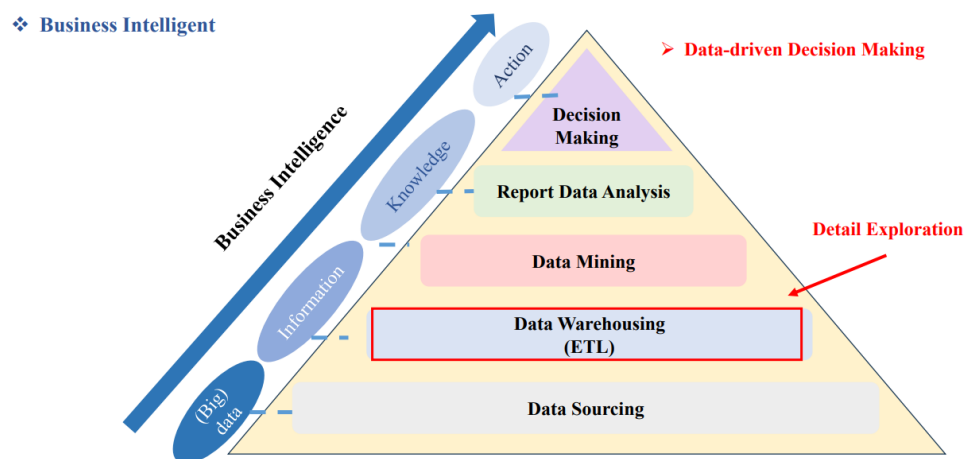 ❖ Business Intelligent
➢ Data-driven Decision Making
Action
Decision
Making
Business Intelligence
Knowledge
Report Data Analysis
Detail Exploration
Data Mining
Information
Data Warehousing
(ETL)
(Big)
data
Data Sourcing